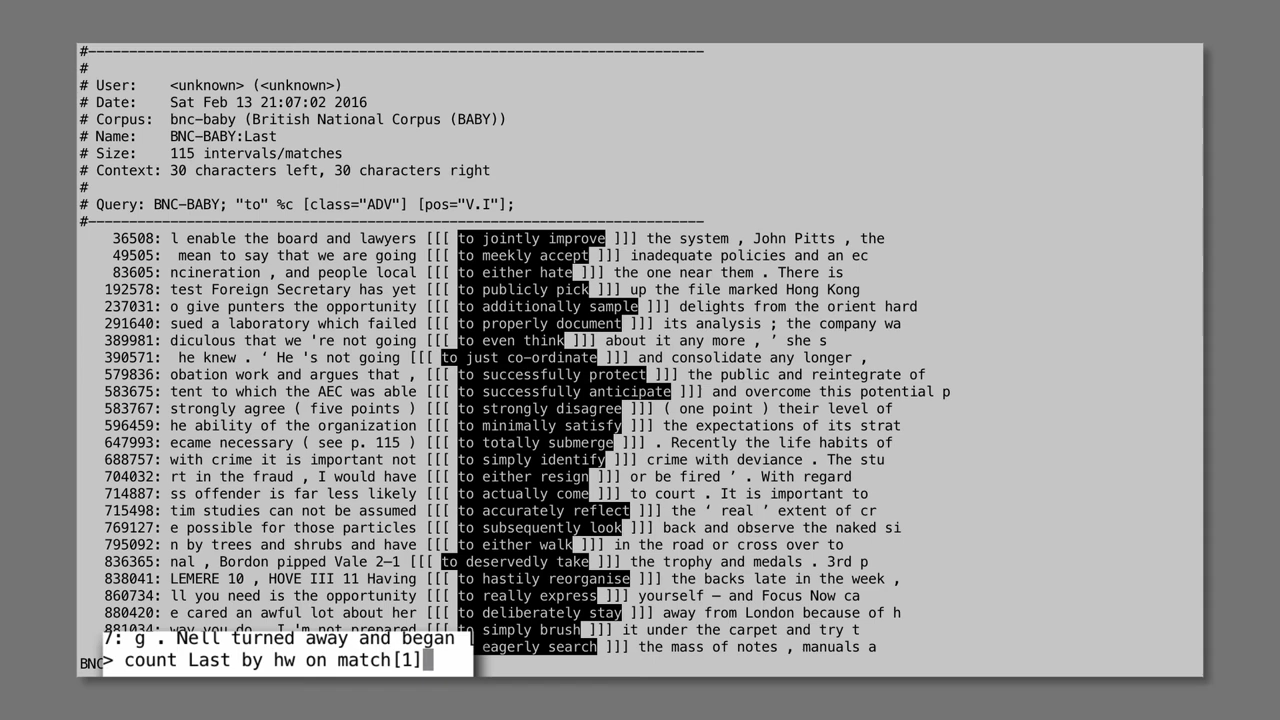 #---------------------------------------------------------------------------
#
# User:    <unknown> (<unknown>)
# Date:    Sat Feb 13 21:07:02 2016
# Corpus:  bnc-baby (British National Corpus (BABY))
# Name:    BNC-BABY:Last
# Size:    115 intervals/matches
# Context: 30 characters left, 30 characters right
#
# Query: BNC-BABY; "to" %c [class="ADV"] [pos="V.I"];
#---------------------------------------------------------------------------
36508: l enable the board and lawyers [[[ to jointly improve ]]] the system , John Pitts , the
49505:  mean to say that we are going [[[ to meekly accept ]]] inadequate policies and an ec
83605: ncineration , and people local [[[ to either hate ]]] the one near them . There is
192578: test Foreign Secretary has yet [[[ to publicly pick ]]] up the file marked Hong Kong
237031: o give punters the opportunity [[[ to additionally sample ]]] delights from the orient hard
291640: sued a laboratory which failed [[[ to properly document ]]] its analysis ; the company wa
389981: diculous that we 're not going [[[ to even think ]]] about it any more , ’ she s
390571:  he knew . ‘ He 's not going [[[ to just co-ordinate ]]] and consolidate any longer ,
579836: obation work and argues that , [[[ to successfully protect ]]] the public and reintegrate of
583675: tent to which the AEC was able [[[ to successfully anticipate ]]] and overcome this potential p
583767: strongly agree ( five points ) [[[ to strongly disagree ]]] ( one point ) their level of
596459: he ability of the organization [[[ to minimally satisfy ]]] the expectations of its strat
647993: ecame necessary ( see p. 115 ) [[[ to totally submerge ]]] . Recently the life habits of
688757: with crime it is important not [[[ to simply identify ]]] crime with deviance . The stu
704032: rt in the fraud , I would have [[[ to either resign ]]] or be fired ’ . With regard
714887: ss offender is far less likely [[[ to actually come ]]] to court . It is important to
715498: tim studies can not be assumed [[[ to accurately reflect ]]] the ‘ real ’ extent of cr
769127: e possible for those particles [[[ to subsequently look ]]] back and observe the naked si
795092: n by trees and shrubs and have [[[ to either walk ]]] in the road or cross over to
836365: nal , Bordon pipped Vale 2–1 [[[ to deservedly take ]]] the trophy and medals . 3rd p
838041: LEMERE 10 , HOVE III 11 Having [[[ to hastily reorganise ]]] the backs late in the week ,
860734: ll you need is the opportunity [[[ to really express ]]] yourself — and Focus Now ca
880420: e cared an awful lot about her [[[ to deliberately stay ]]] away from London because of h
881034: way you do . I 'm not prepared [[[ to simply brush ]]] it under the carpet and try t
7: g . Nell turned away and began [ eagerly search ]]] the mass of notes , manuals a
BNC> count Last by hw on match[1]